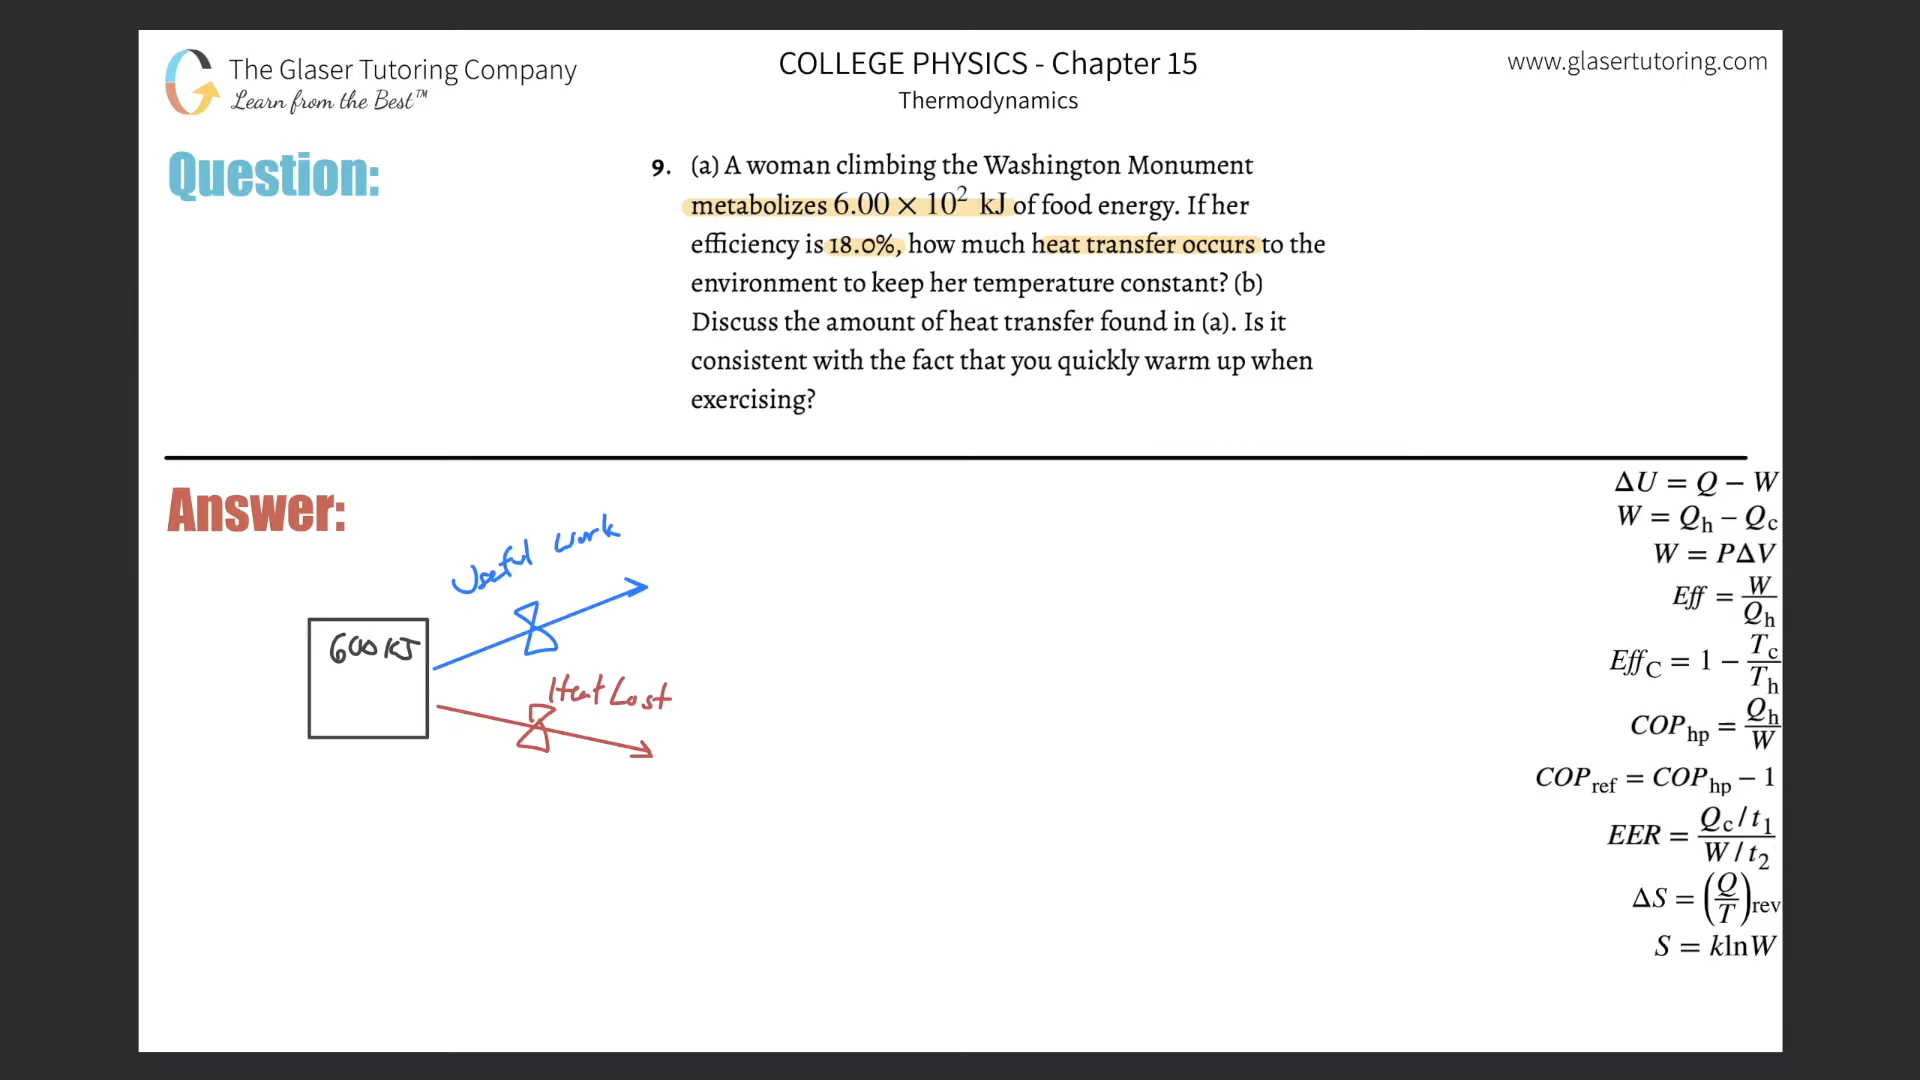 The Glaser Tutoring Company
Learn from the Best™
COLLEGE PHYSICS - Chapter 15
Thermodynamics
www.glasertutoring.com
Question:
9. (a) A woman climbing the Washington Monument
metabolizes 6.00 × 10² kJ of food energy. If her
efficiency is 18.0%, how much heat transfer occurs to the
environment to keep her temperature constant? (b)
Discuss the amount of heat transfer found in (a). Is it
consistent with the fact that you quickly warm up when
exercising?
Answer:
Useful Work
600 KJ
Heat Lost
ΔU = Q − W
W = Qh − Qc
W = PΔV
Eff = W/Qh
EffC = 1 − Tc/Th
COPhp = Qh/W
COPref = COPhp − 1
EER = (Qc / t1)/(W / t2)
ΔS = (Q/T)rev
S = klnW